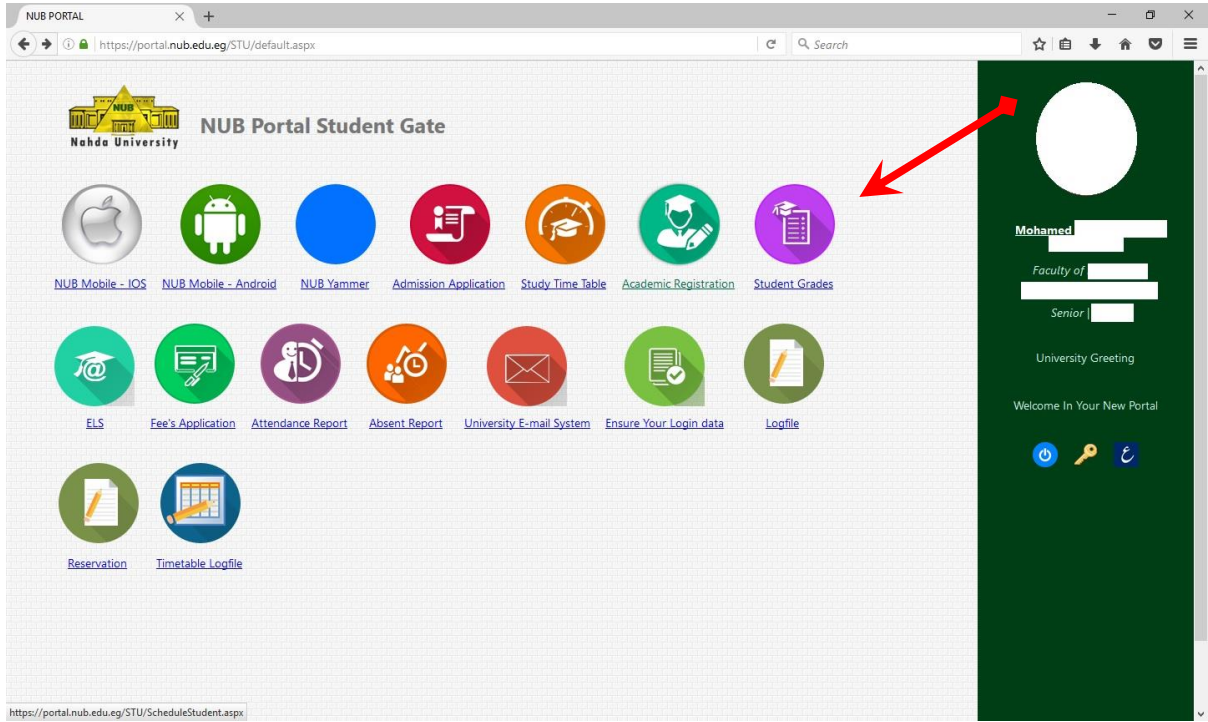 NUB PORTAL
https://portal.nub.edu.eg/STU/default.aspx
Search
NUB
Nahda University
NUB Portal Student Gate
NUB Mobile - IOS NUB Mobile - Android NUB Yammer Admission Application Study Time Table Academic Registration Student Grades
ELS Fee's Application Attendance Report Absent Report University E-mail System Ensure Your Login data Logfile
Reservation Timetable Logfile
Mohamed
Faculty of
Senior |
University Greeting
Welcome In Your New Portal
ع
https://portal.nub.edu.eg/STU/ScheduleStudent.aspx